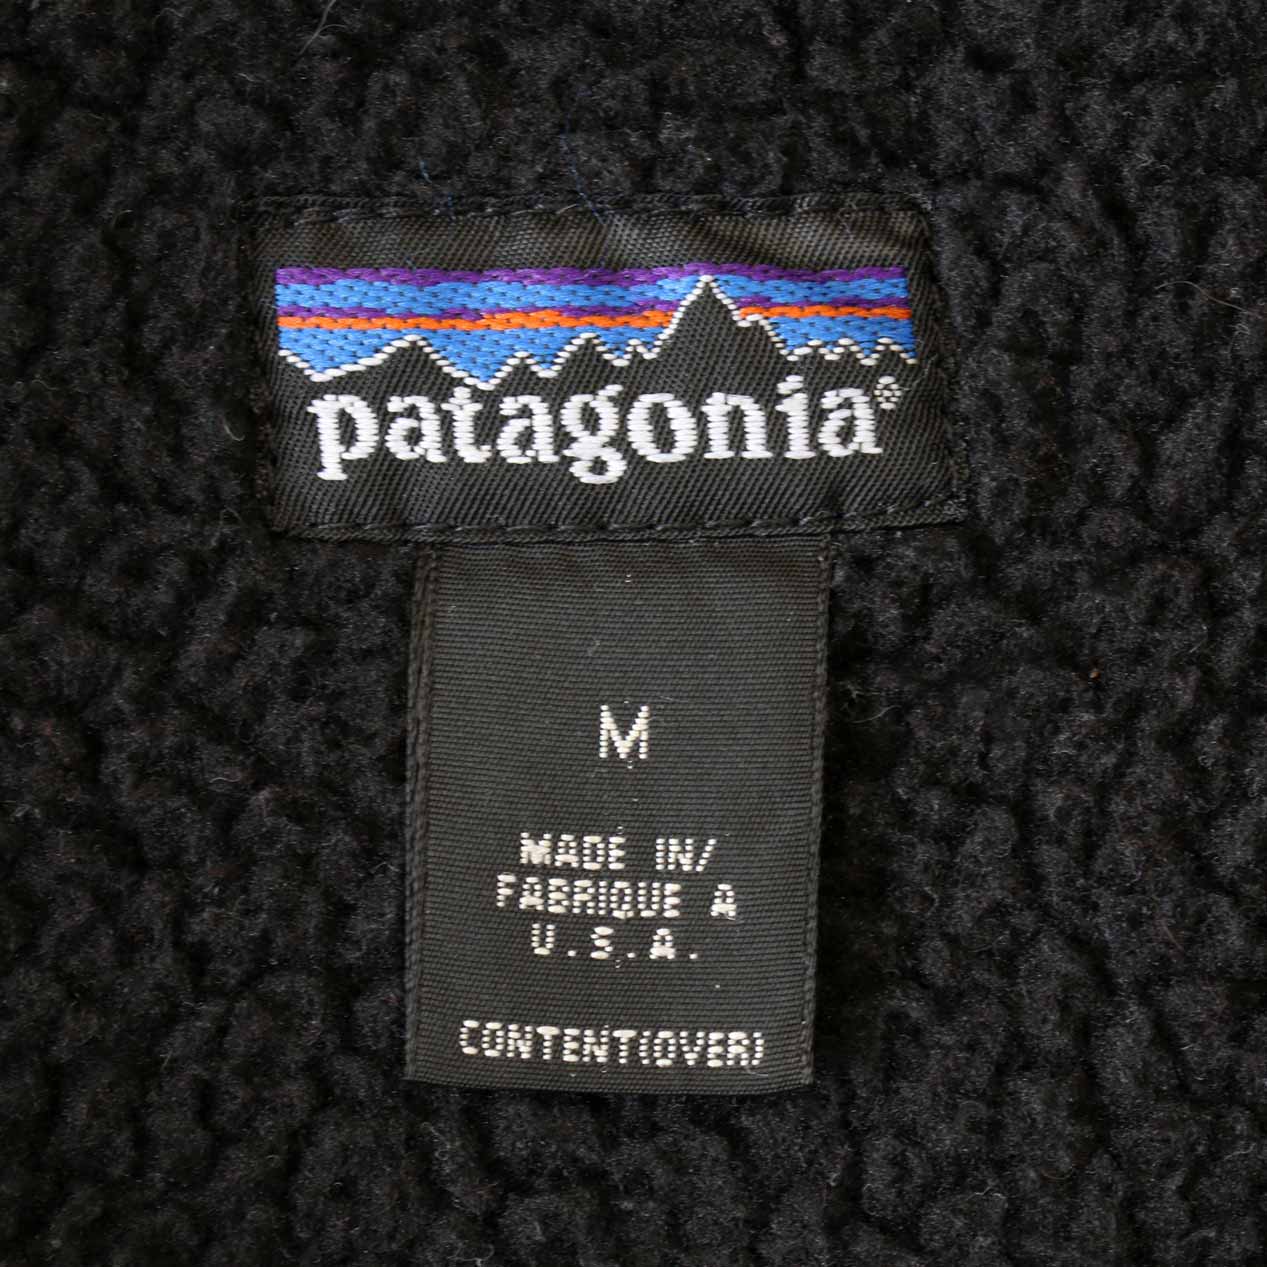 patagonia®
M
MADE IN/
FABRIQUE A
U.S.A.
CONTENT(OVER)